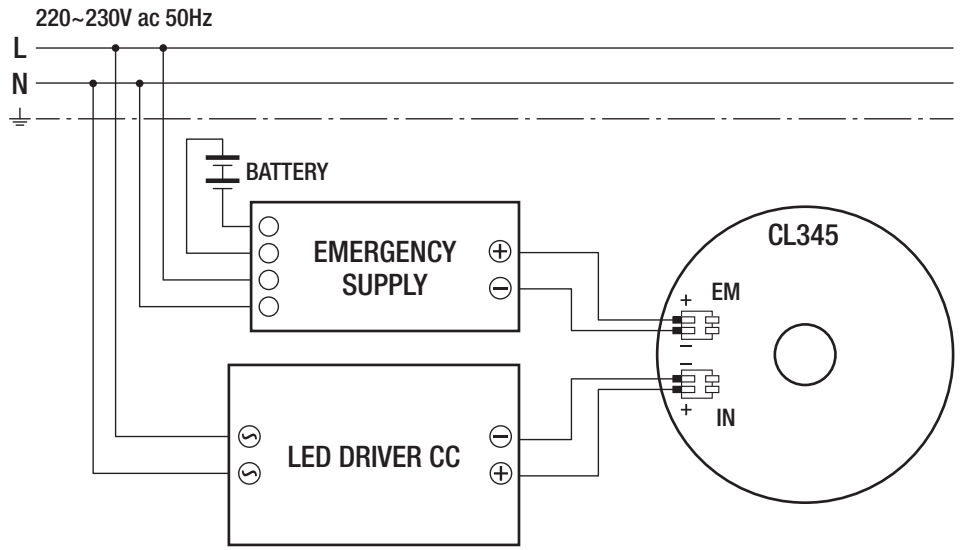 220~230V ac 50Hz
L
N
BATTERY
EMERGENCY
SUPPLY
+
−
CL345
+
EM
−
−
+
IN
LED DRIVER CC
−
+